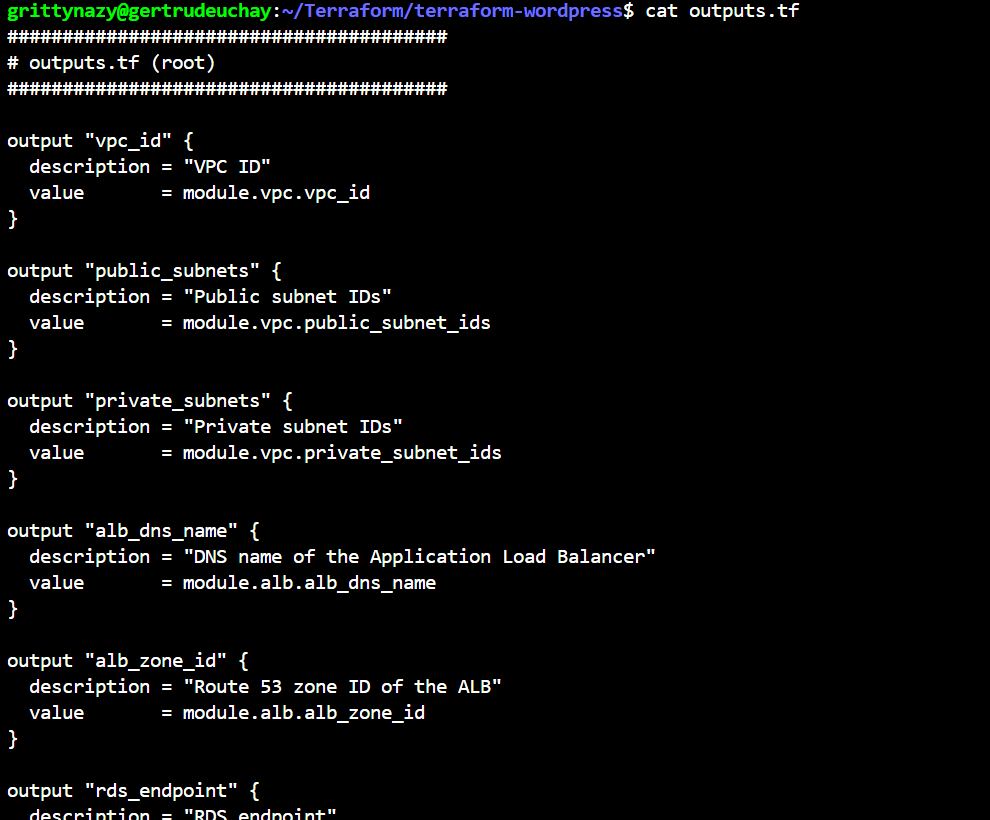 grittynazy@gertrudeuchay:~/Terraform/terraform-wordpress$ cat outputs.tf
########################################
# outputs.tf (root)
########################################

output "vpc_id" {
  description = "VPC ID"
  value       = module.vpc.vpc_id
}

output "public_subnets" {
  description = "Public subnet IDs"
  value       = module.vpc.public_subnet_ids
}

output "private_subnets" {
  description = "Private subnet IDs"
  value       = module.vpc.private_subnet_ids
}

output "alb_dns_name" {
  description = "DNS name of the Application Load Balancer"
  value       = module.alb.alb_dns_name
}

output "alb_zone_id" {
  description = "Route 53 zone ID of the ALB"
  value       = module.alb.alb_zone_id
}

output "rds_endpoint" {
  description = "RDS endpoint"